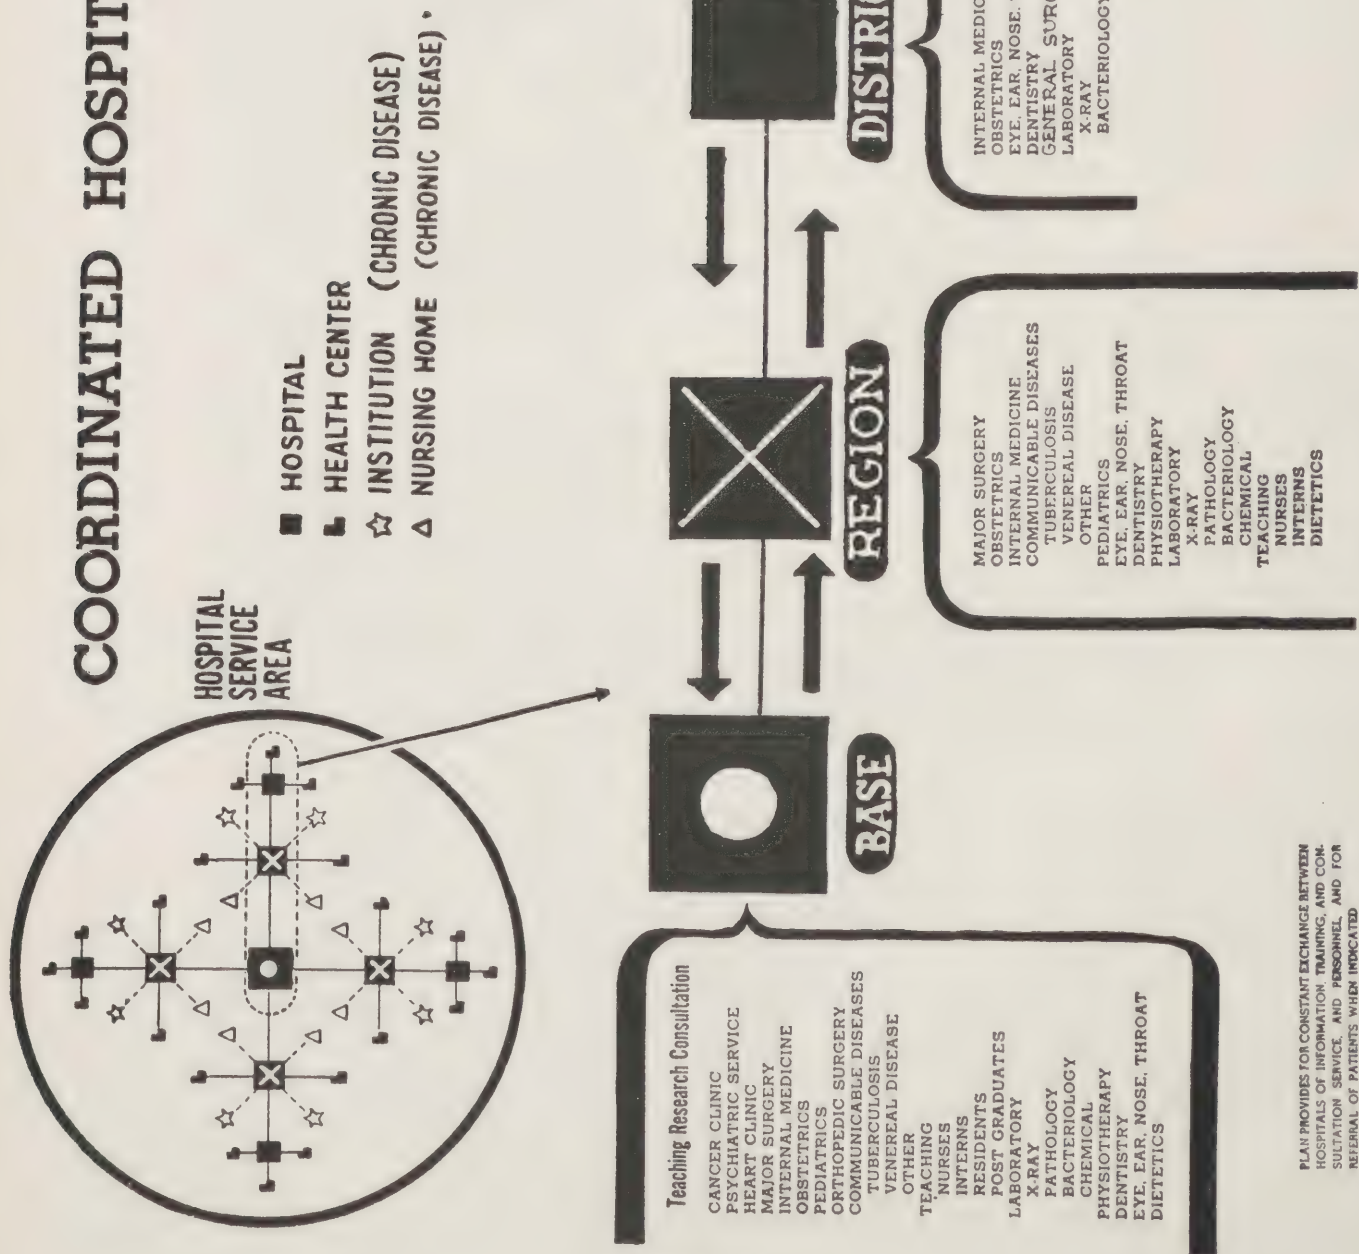 COORDINATED HOSPIT
HOSPITAL
SERVICE
AREA
HOSPITAL
HEALTH CENTER
INSTITUTION (CHRONIC DISEASE)
NURSING HOME (CHRONIC DISEASE)
BASE
REGION
DISTRIC
Teaching Research Consultation
CANCER CLINIC
PSYCHIATRIC SERVICE
HEART CLINIC
MAJOR SURGERY
INTERNAL MEDICINE
OBSTETRICS
PEDIATRICS
ORTHOPEDIC SURGERY
COMMUNICABLE DISEASES
TUBERCULOSIS
VENEREAL DISEASE
OTHER
TEACHING
NURSES
INTERNS
RESIDENTS
POST GRADUATES
LABORATORY
X-RAY
PATHOLOGY
BACTERIOLOGY
CHEMICAL
PHYSIOTHERAPY
DENTISTRY
EYE, EAR, NOSE, THROAT
DIETETICS
MAJOR SURGERY
OBSTETRICS
INTERNAL MEDICINE
COMMUNICABLE DISEASES
TUBERCULOSIS
VENEREAL DISEASE
OTHER
PEDIATRICS
EYE, EAR, NOSE, THROAT
DENTISTRY
PHYSIOTHERAPY
LABORATORY
X-RAY
PATHOLOGY
BACTERIOLOGY
CHEMICAL
TEACHING
NURSES
INTERNS
DIETETICS
INTERNAL MEDIC
OBSTETRICS
EYE, EAR, NOSE,
DENTISTRY
GENERAL SURG
LABORATORY
X-RAY
BACTERIOLOGY
PLAN PROVIDES FOR CONSTANT EXCHANGE BETWEEN
HOSPITALS OF INFORMATION, TRAINING, AND CON-
SULTATION SERVICE, AND PERSONNEL, AND FOR
REFERRAL OF PATIENTS WHEN INDICATED